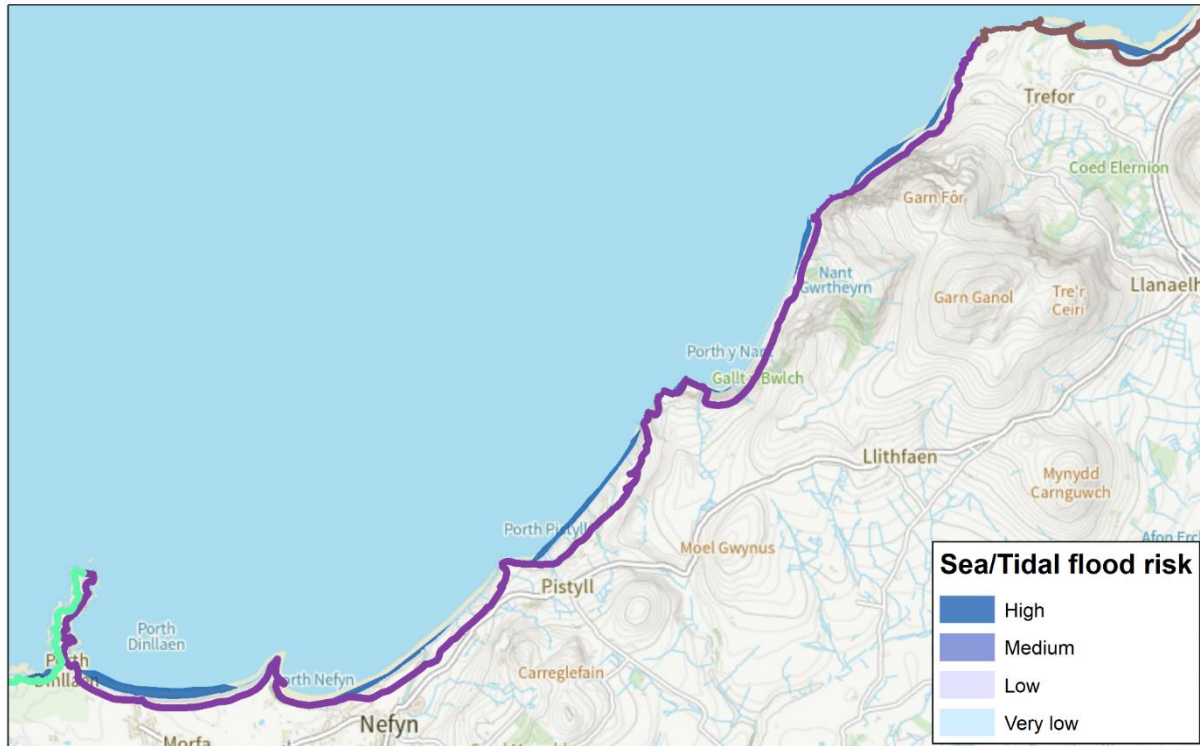 Trefor
Coed Elernion
Garn Fôr
Nant
Gwrtheyrn
Garn Ganol
Tre'r
Ceiri
Llanaelh
Porth y Nant
Gallt y Bwlch
Llithfaen
Mynydd
Carnguwch
Porth Pistyll
Moel Gwynus
Afon Erc
Pistyll
Porth
Dinllaen
Porth
Dinllaen
Porth Nefyn
Carreglefain
Nefyn
Morfa
Sea/Tidal flood risk
High
Medium
Low
Very low